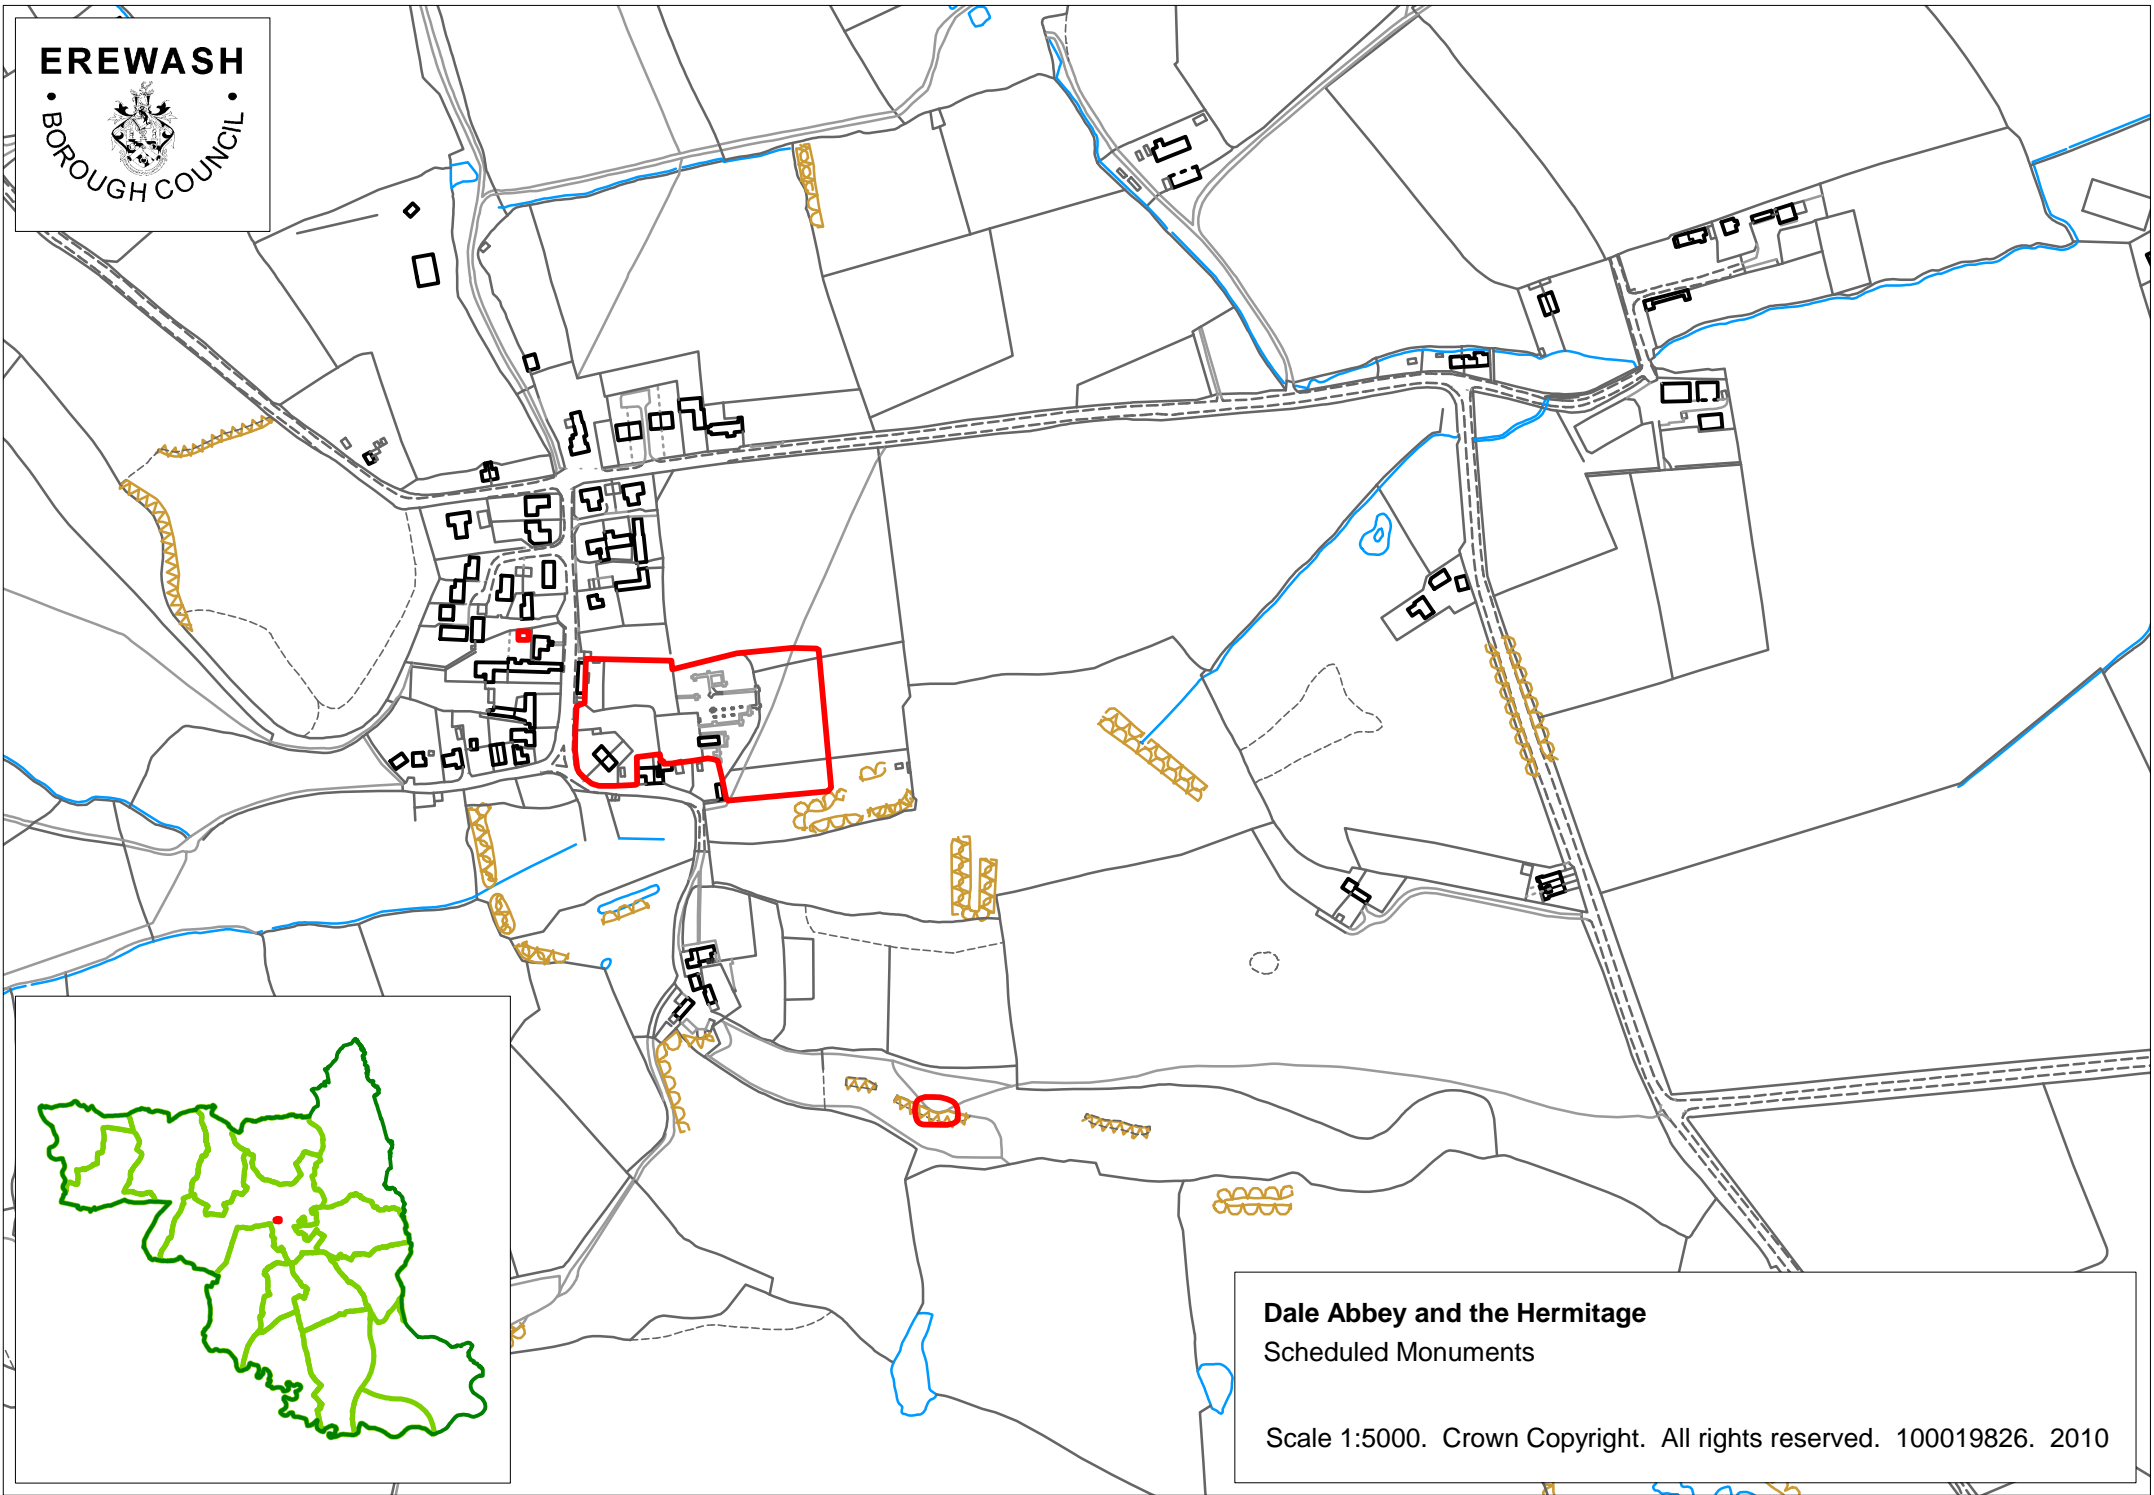 EREWASH
• BOROUGH COUNCIL •
Dale Abbey and the Hermitage
Scheduled Monuments
Scale 1:5000. Crown Copyright. All rights reserved. 100019826. 2010